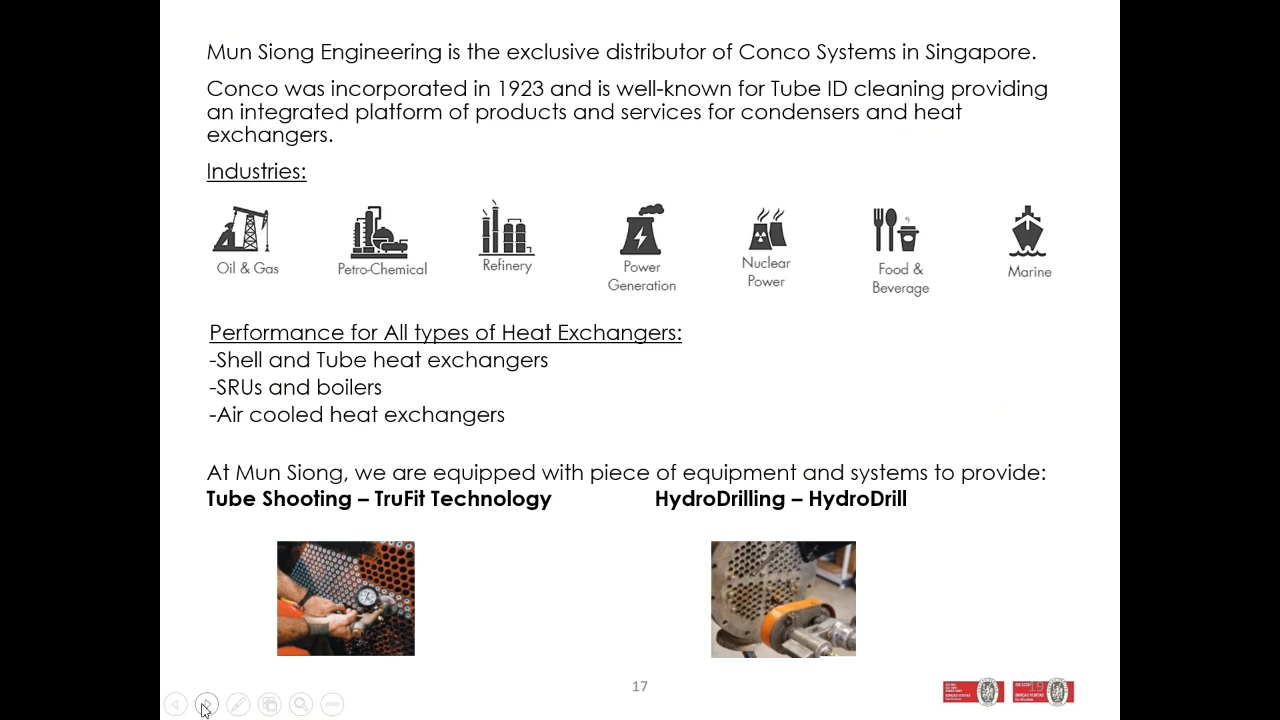 Mun Siong Engineering is the exclusive distributor of Conco Systems in Singapore.
Conco was incorporated in 1923 and is well-known for Tube ID cleaning providing
an integrated platform of products and services for condensers and heat
exchangers.
Industries:
Oil & Gas
Petro-Chemical
Refinery
Power
Generation
Nuclear
Power
Food &
Beverage
Marine
Performance for All types of Heat Exchangers:
-Shell and Tube heat exchangers
-SRUs and boilers
-Air cooled heat exchangers
At Mun Siong, we are equipped with piece of equipment and systems to provide:
Tube Shooting – TruFit Technology
HydroDrilling – HydroDrill
17
19